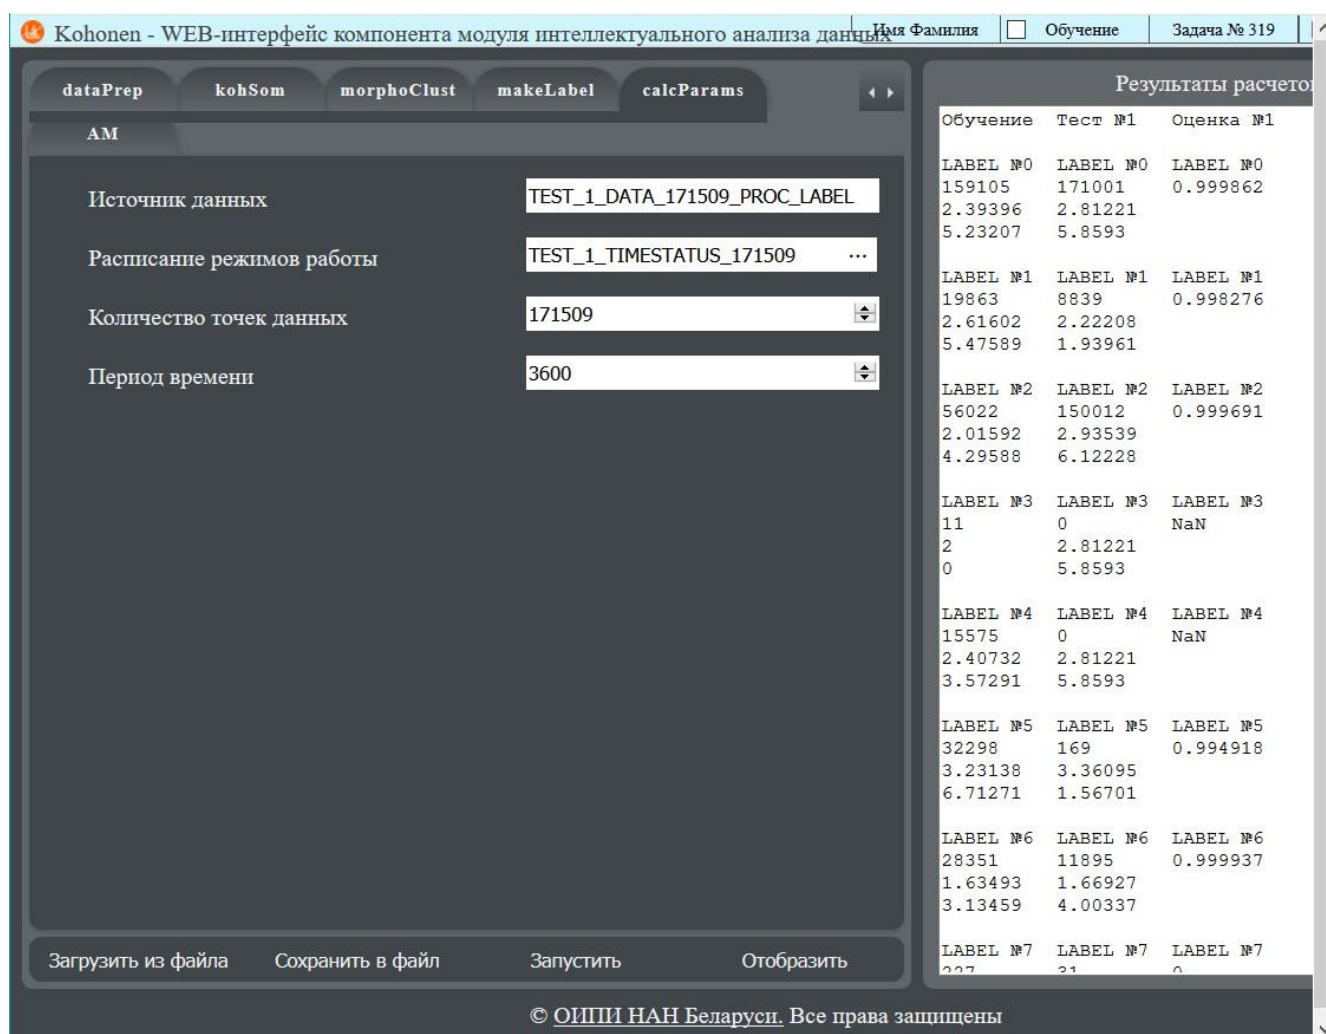 Kohonen - WEB-интерфейс компонента модуля интеллектуального анализа данных Имя Фамилия Обучение Задача № 319
dataPrep kohSom morphoClust makeLabel calcParams
AM
Источник данных TEST_1_DATA_171509_PROC_LABEL
Расписание режимов работы TEST_1_TIMESTATUS_171509 ...
Количество точек данных 171509
Период времени 3600
Загрузить из файла Сохранить в файл Запустить Отобразить
Результаты расчето
Обучение Тест №1 Оценка №1
LABEL №0 LABEL №0 LABEL №0
159105 171001 0.999862
2.39396 2.81221
5.23207 5.8593
LABEL №1 LABEL №1 LABEL №1
19863 8839 0.998276
2.61602 2.22208
5.47589 1.93961
LABEL №2 LABEL №2 LABEL №2
56022 150012 0.999691
2.01592 2.93539
4.29588 6.12228
LABEL №3 LABEL №3 LABEL №3
11 0 NaN
2 2.81221
0 5.8593
LABEL №4 LABEL №4 LABEL №4
15575 0 NaN
2.40732 2.81221
3.57291 5.8593
LABEL №5 LABEL №5 LABEL №5
32298 169 0.994918
3.23138 3.36095
6.71271 1.56701
LABEL №6 LABEL №6 LABEL №6
28351 11895 0.999937
1.63493 1.66927
3.13459 4.00337
LABEL №7 LABEL №7 LABEL №7
© ОИПИ НАН Беларуси. Все права защищены